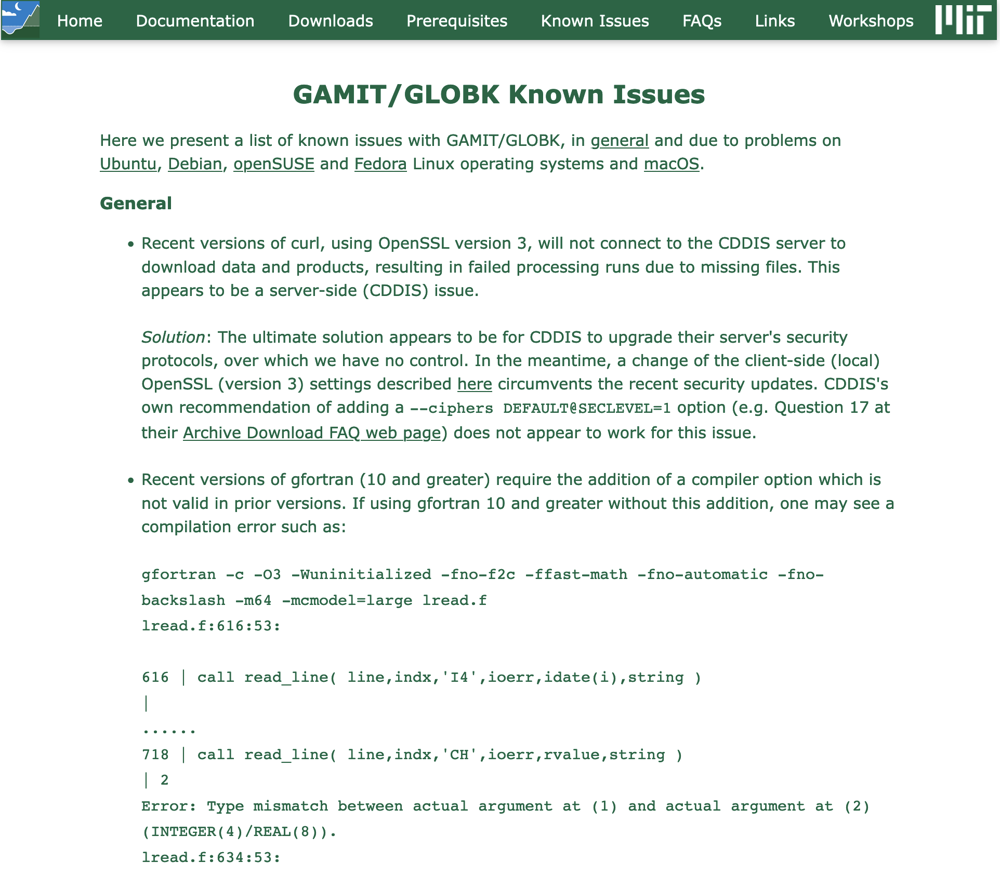 Home Documentation Downloads Prerequisites Known Issues FAQs Links Workshops MIT
GAMIT/GLOBK Known Issues
Here we present a list of known issues with GAMIT/GLOBK, in general and due to problems on
Ubuntu, Debian, openSUSE and Fedora Linux operating systems and macOS.
General
• Recent versions of curl, using OpenSSL version 3, will not connect to the CDDIS server to
download data and products, resulting in failed processing runs due to missing files. This
appears to be a server-side (CDDIS) issue.
Solution: The ultimate solution appears to be for CDDIS to upgrade their server's security
protocols, over which we have no control. In the meantime, a change of the client-side (local)
OpenSSL (version 3) settings described here circumvents the recent security updates. CDDIS's
own recommendation of adding a --ciphers DEFAULT@SECLEVEL=1 option (e.g. Question 17 at
their Archive Download FAQ web page) does not appear to work for this issue.
• Recent versions of gfortran (10 and greater) require the addition of a compiler option which is
not valid in prior versions. If using gfortran 10 and greater without this addition, one may see a
compilation error such as:
gfortran -c -O3 -Wuninitialized -fno-f2c -ffast-math -fno-automatic -fno-
backslash -m64 -mcmodel=large lread.f
lread.f:616:53:
616 | call read_line( line,indx,'I4',ioerr,idate(i),string )
|
......
718 | call read_line( line,indx,'CH',ioerr,rvalue,string )
| 2
Error: Type mismatch between actual argument at (1) and actual argument at (2)
(INTEGER(4)/REAL(8)).
lread.f:634:53: